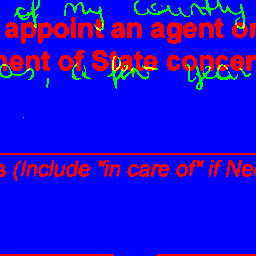 of my country
appoint an agent or
ment of State concer
os, a few year
s (Include "in care of" if Ne